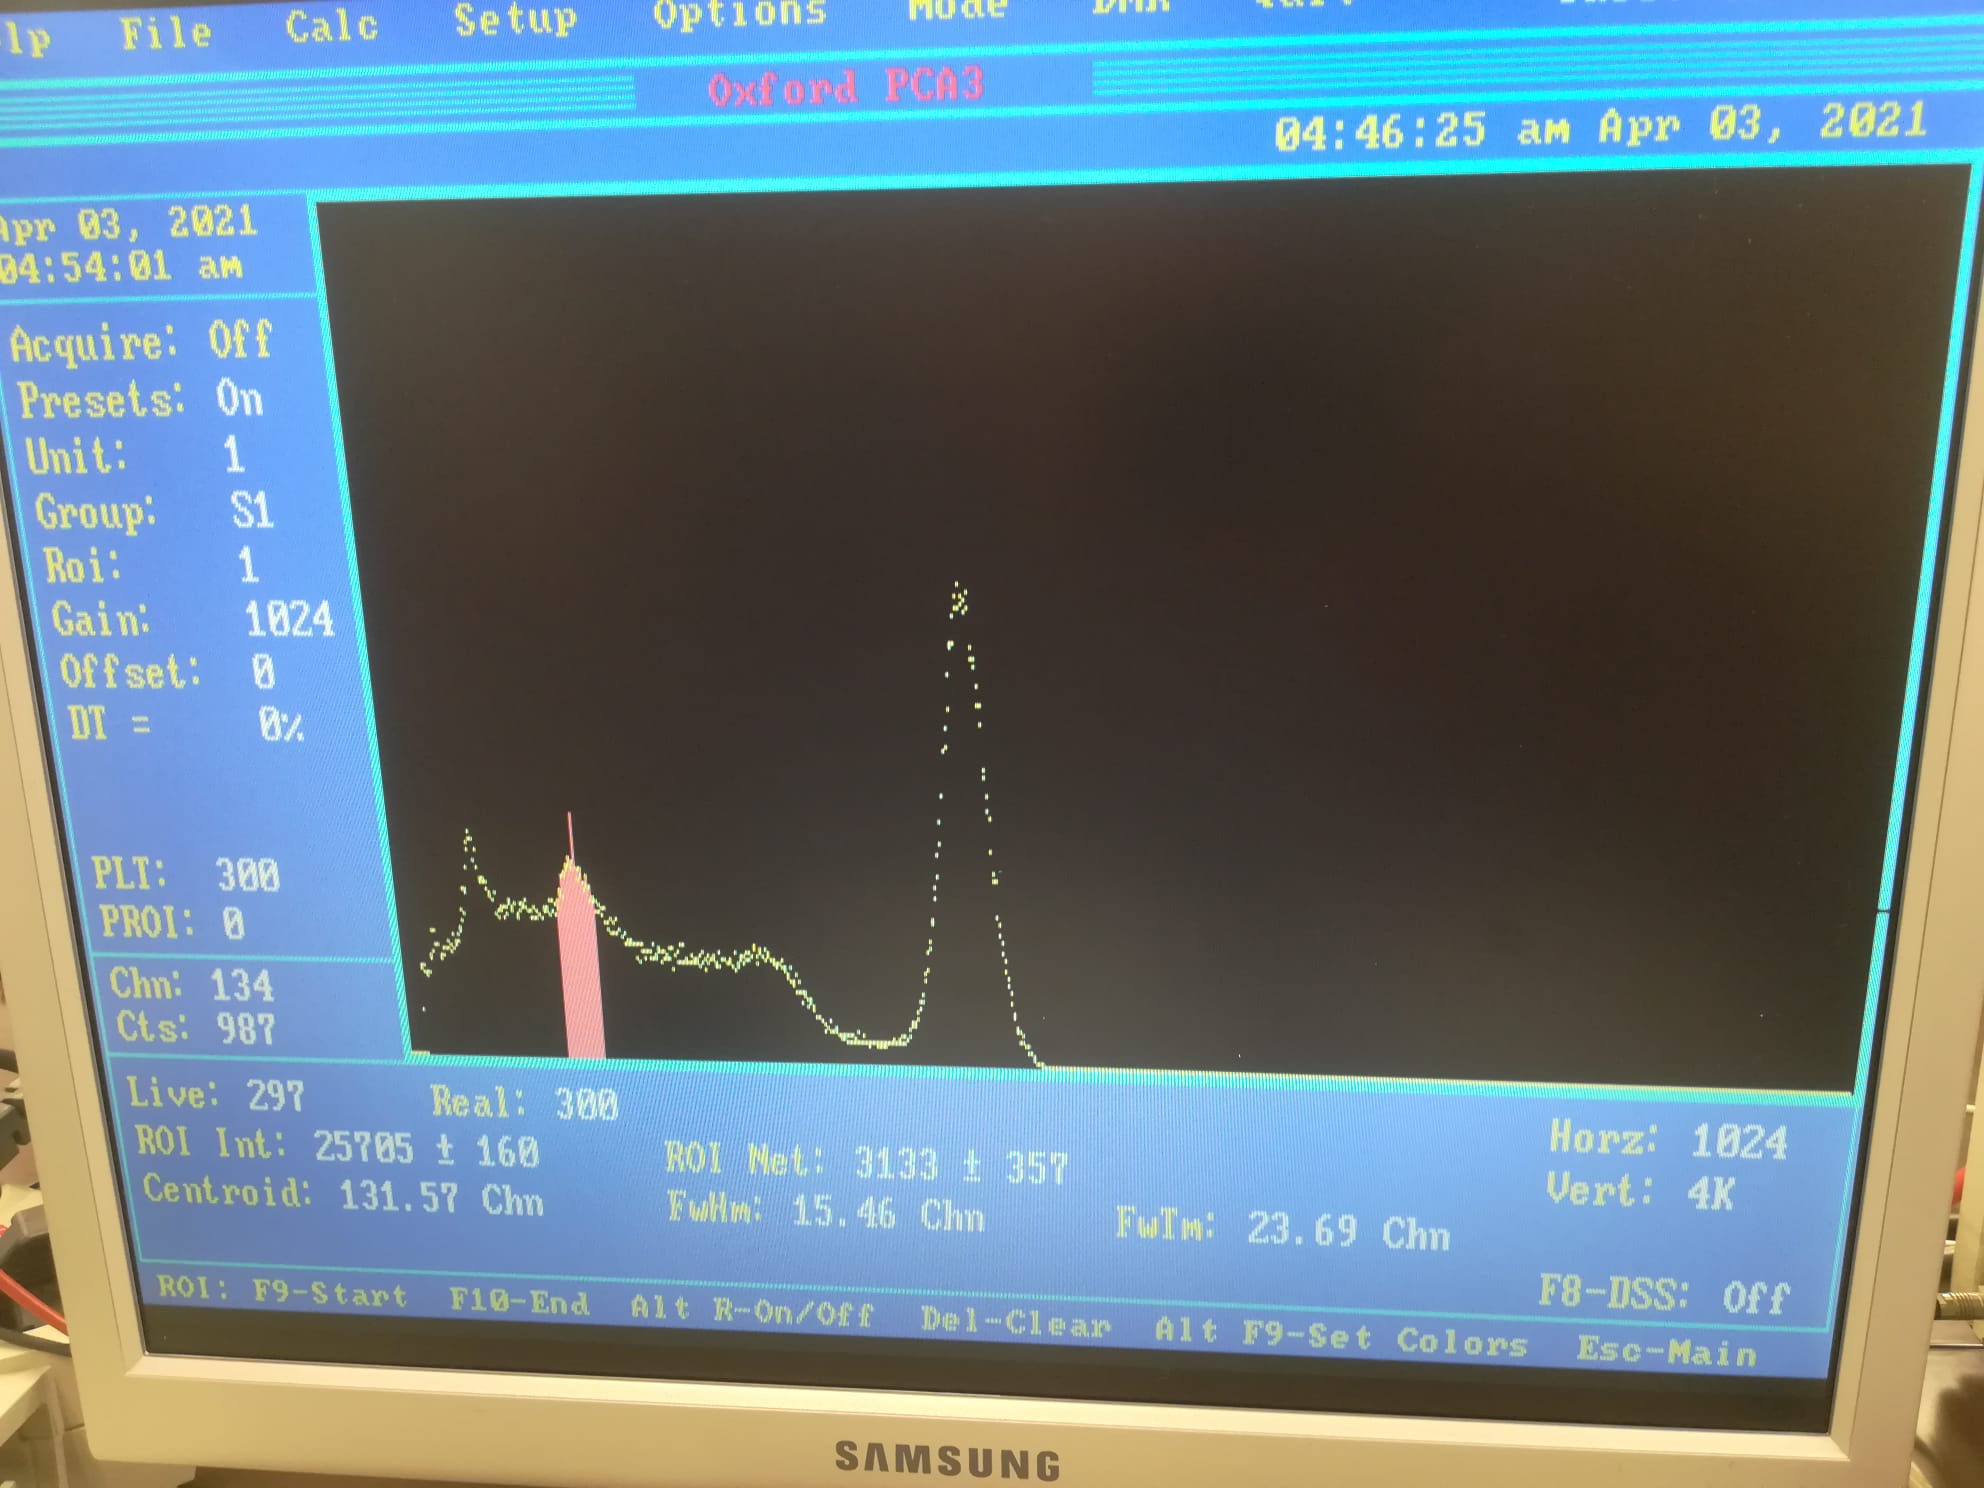 lp File Calc Setup Options Mode
Oxford PCA3
04:46:25 am Apr 03, 2021
Apr 03, 2021
04:54:01 am
Acquire: Off
Presets: On
Unit: 1
Group: S1
Roi: 1
Gain: 1024
Offset: 0
DT = 0%
PLT: 300
PROI: 0
Chn: 134
Cts: 987
Live: 297 Real: 300
ROI Int: 25705 ± 160 ROI Net: 3133 ± 357 Horz: 1024
Centroid: 131.57 Chn FwHm: 15.46 Chn FwTm: 23.69 Chn Vert: 4K
F8-DSS: Off
ROI: F9-Start F10-End Alt R-On/Off Del-Clear Alt F9-Set Colors Esc-Main
SAMSUNG